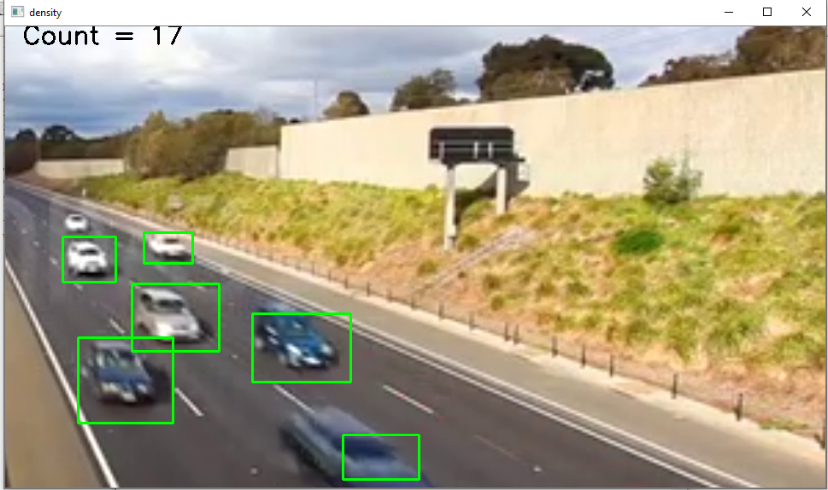 density
Count = 17